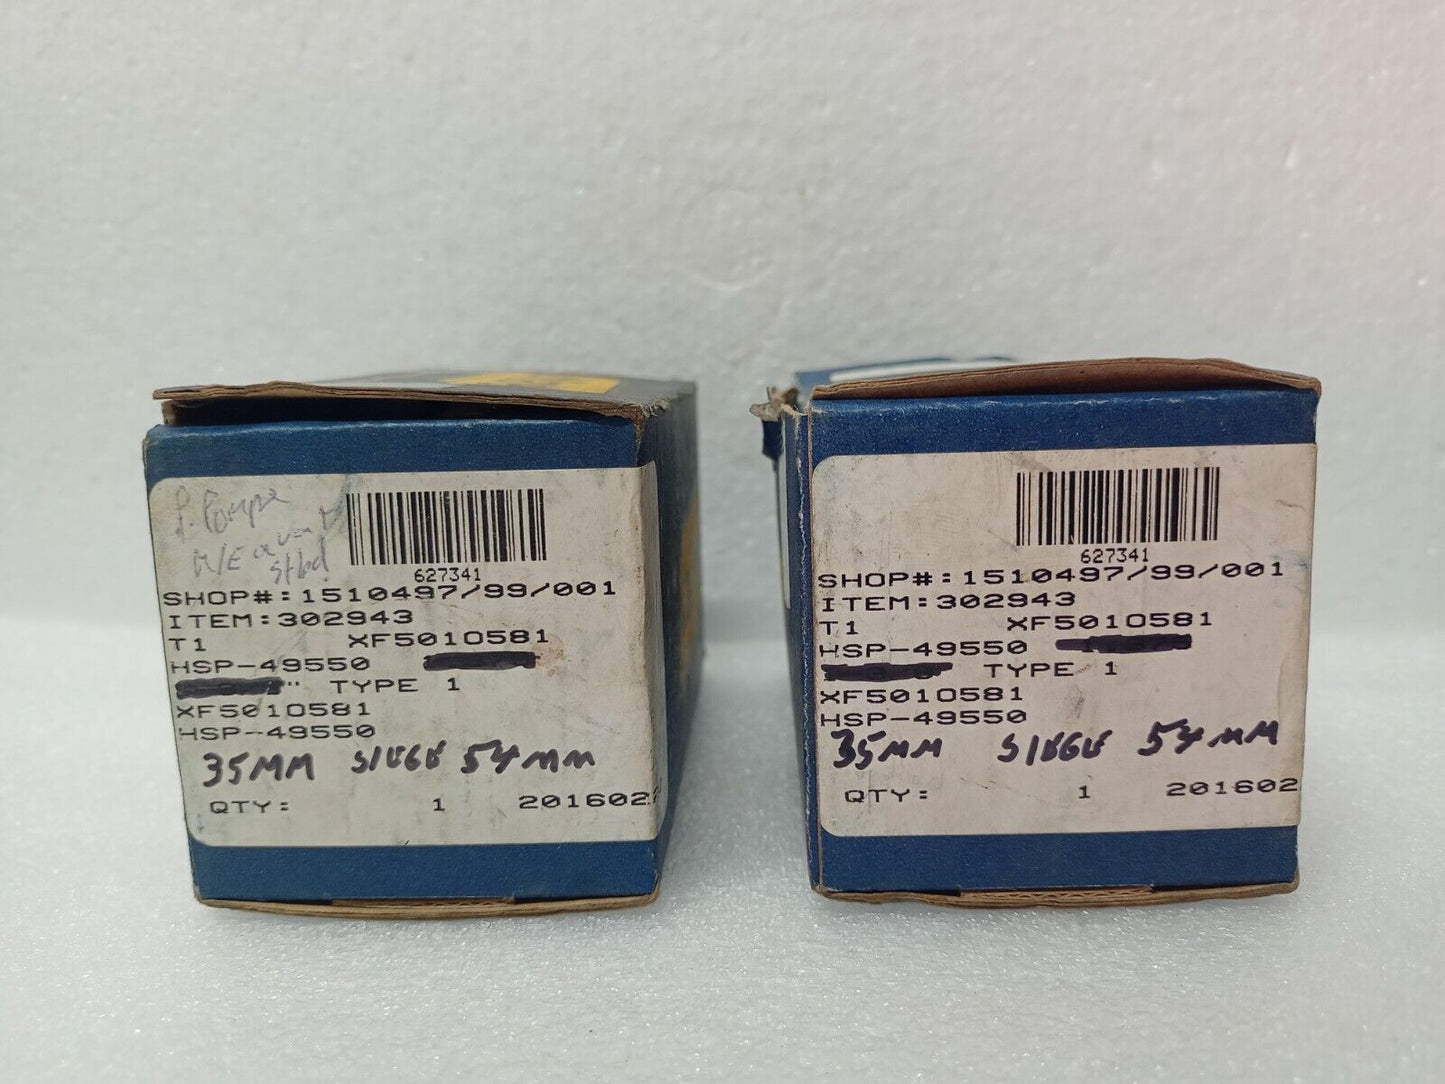 627341
SHOP#:1510497/99/001
ITEM:302943
T1 XF5010581
HSP-49550
" TYPE 1
XF5010581
HSP-49550
35MM SIEGE 54MM
QTY: 1 201602
627341
SHOP#:1510497/99/001
ITEM:302943
T1 XF5010581
HSP-49550
TYPE 1
XF5010581
HSP-49550
35MM SIEGE 54MM
QTY: 1 201602